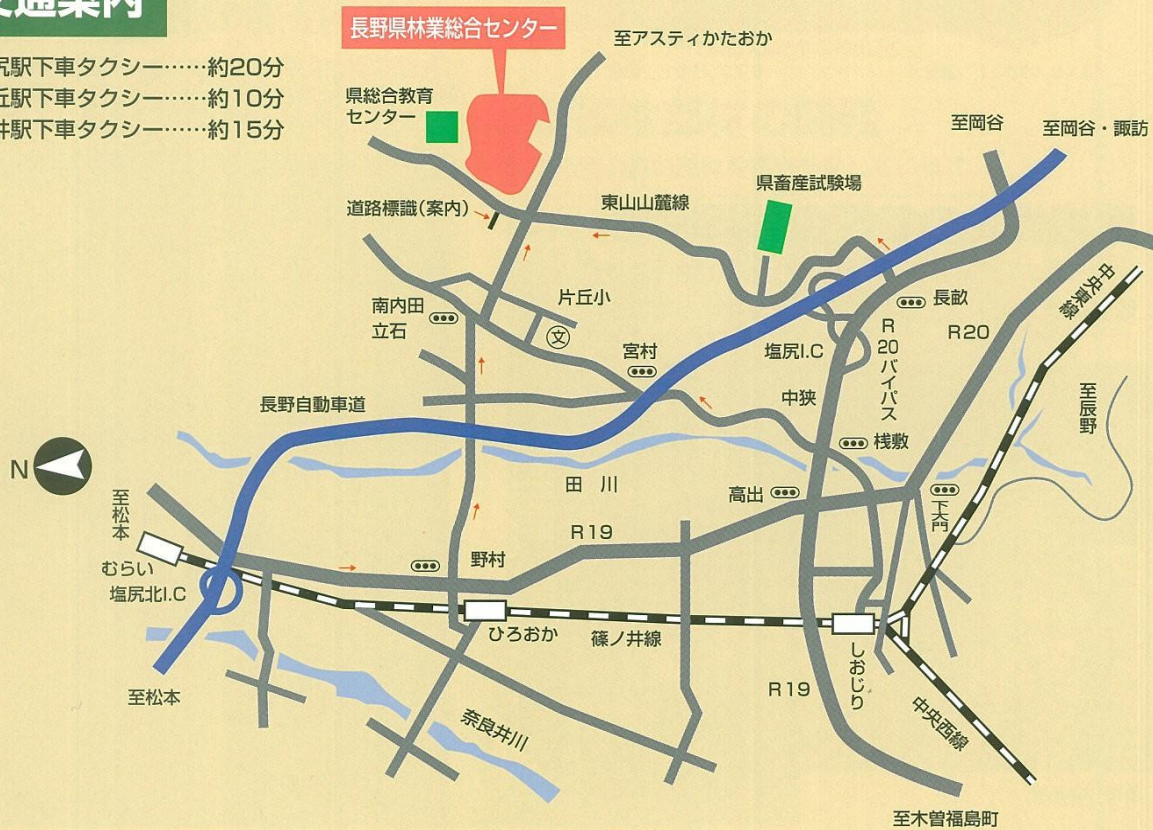 交通案内
尻駅下車タクシー……約20分
丘駅下車タクシー……約10分
井駅下車タクシー……約15分
長野県林業総合センター
至アスティかたおか
県総合教育
センター
至岡谷
至岡谷・諏訪
県畜産試験場
道路標識(案内)
東山山麓線
中央東線
南内田
立石
片丘小
文
宮村
塩尻I.C
長畝
R20バイパス
R20
中挟
至辰野
長野自動車道
桟敷
N
田川
高出
下大門
至松本
R19
野村
むらい
塩尻北I.C
ひろおか
篠ノ井線
しおじり
至松本
R19
奈良井川
中央西線
至木曽福島町